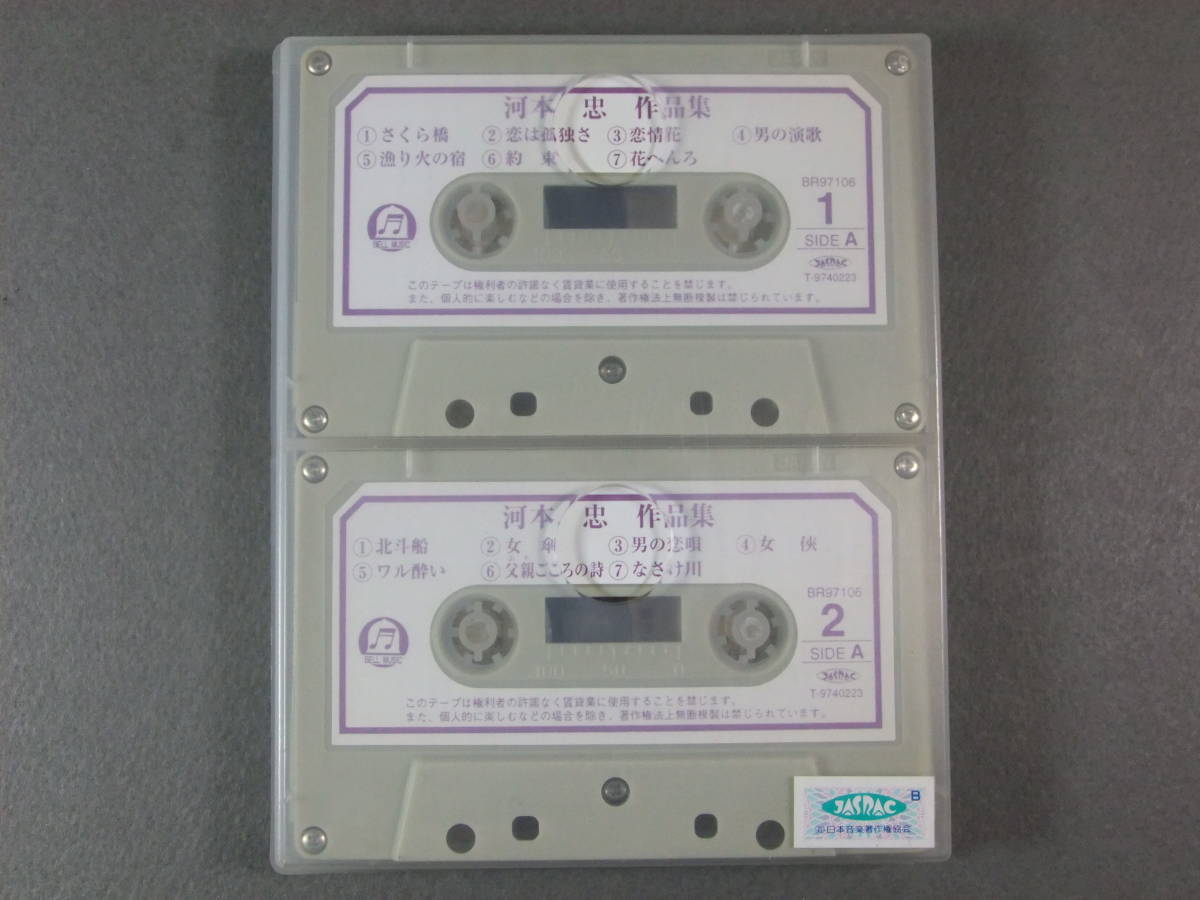 河本 忠 作品集
①さくら橋 ②恋は孤独さ ③恋情花 ④男の演歌
⑤漁り火の宿 ⑥約束 ⑦花へんろ
BR97106
1
SIDE A
JASRAC
T-9740223
BELL MUSIC
このテープは権利者の許諾なく賃貸業に使用することを禁じます。
また、個人的に楽しむなどの場合を除き、著作権法上無断複製は禁じられています。
河本 忠 作品集
①北斗船 ②女傘 ③男の恋唄 ④女侠
⑤ワル酔い ⑥父親こころの詩 ⑦なさけ川
BR97106
2
SIDE A
JASRAC
T-9740223
BELL MUSIC
100 50 0
このテープは権利者の許諾なく賃貸業に使用することを禁じます。
また、個人的に楽しむなどの場合を除き、著作権法上無断複製は禁じられています。
JASRAC B
㈳日本音楽著作権協会